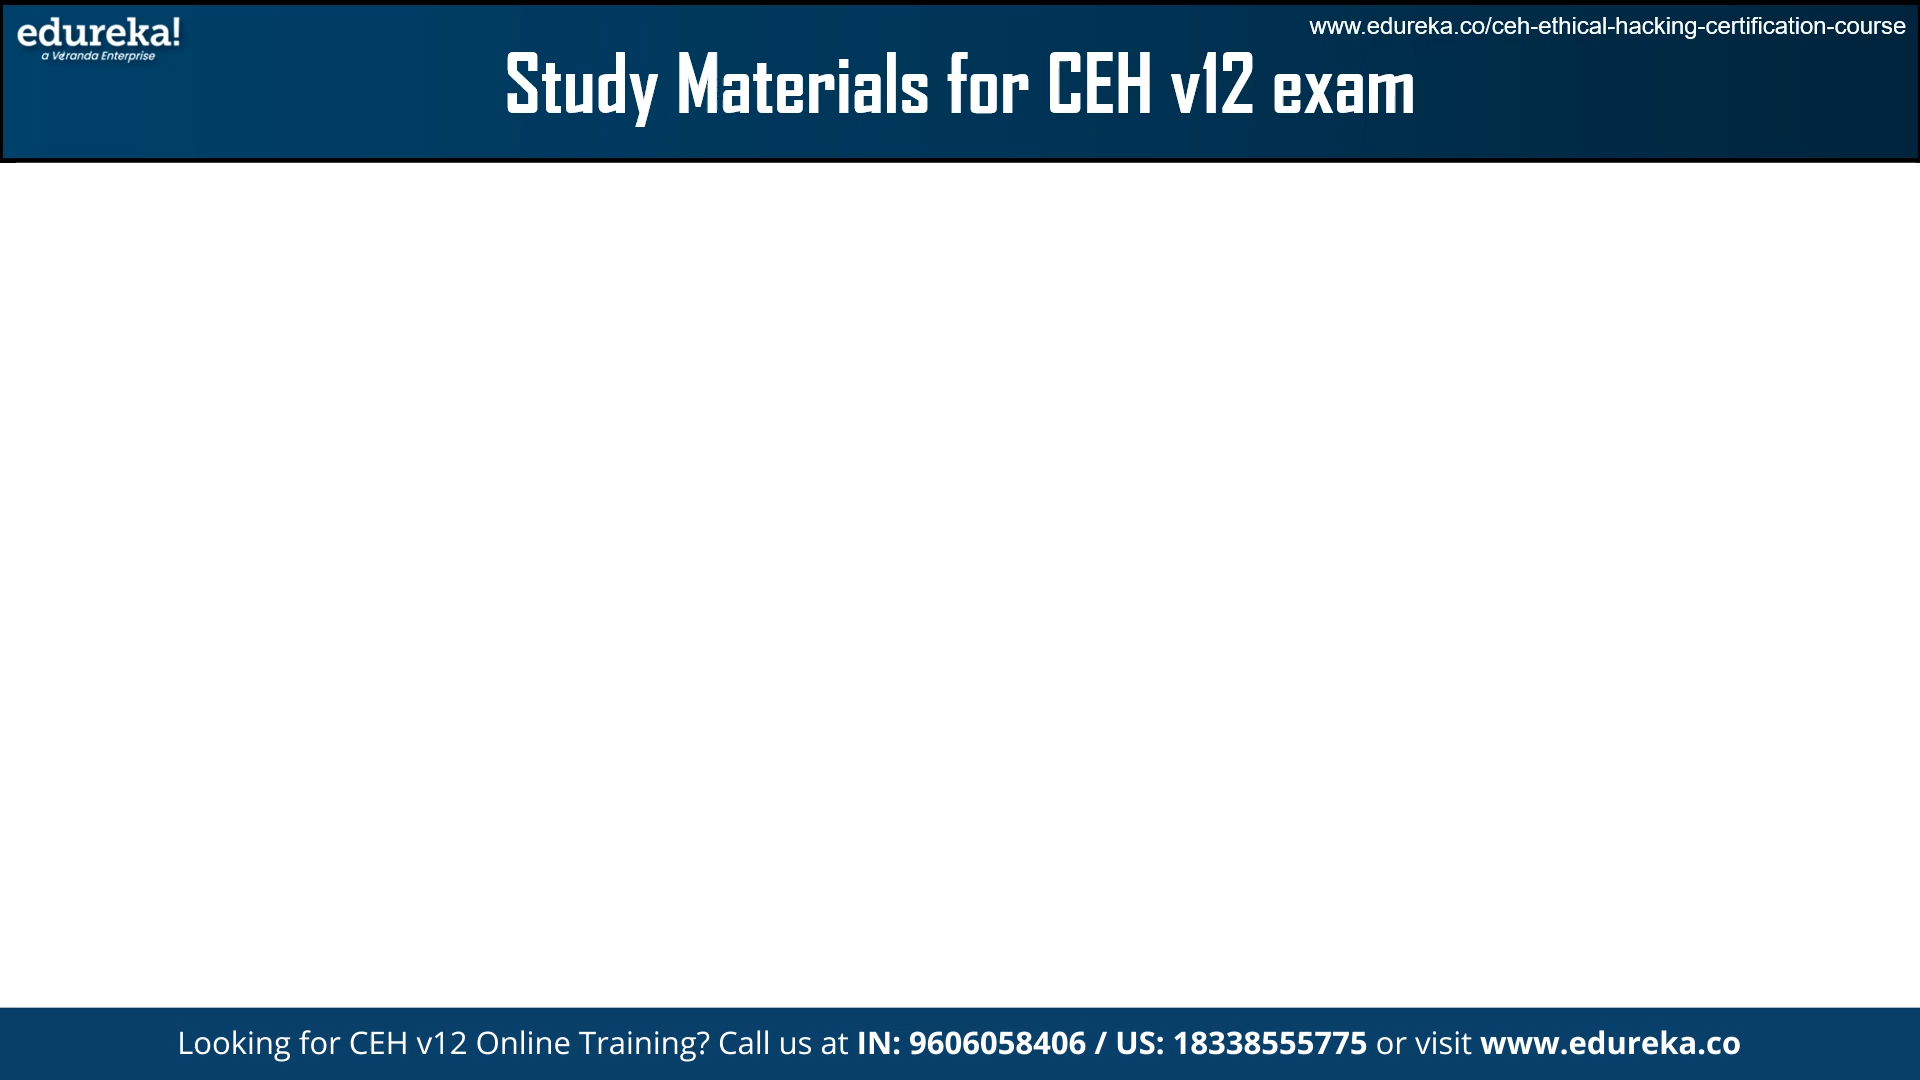 edureka!
a Veranda Enterprise
www.edureka.co/ceh-ethical-hacking-certification-course
Study Materials for CEH v12 exam
Looking for CEH v12 Online Training? Call us at IN: 9606058406 / US: 18338555775 or visit www.edureka.co